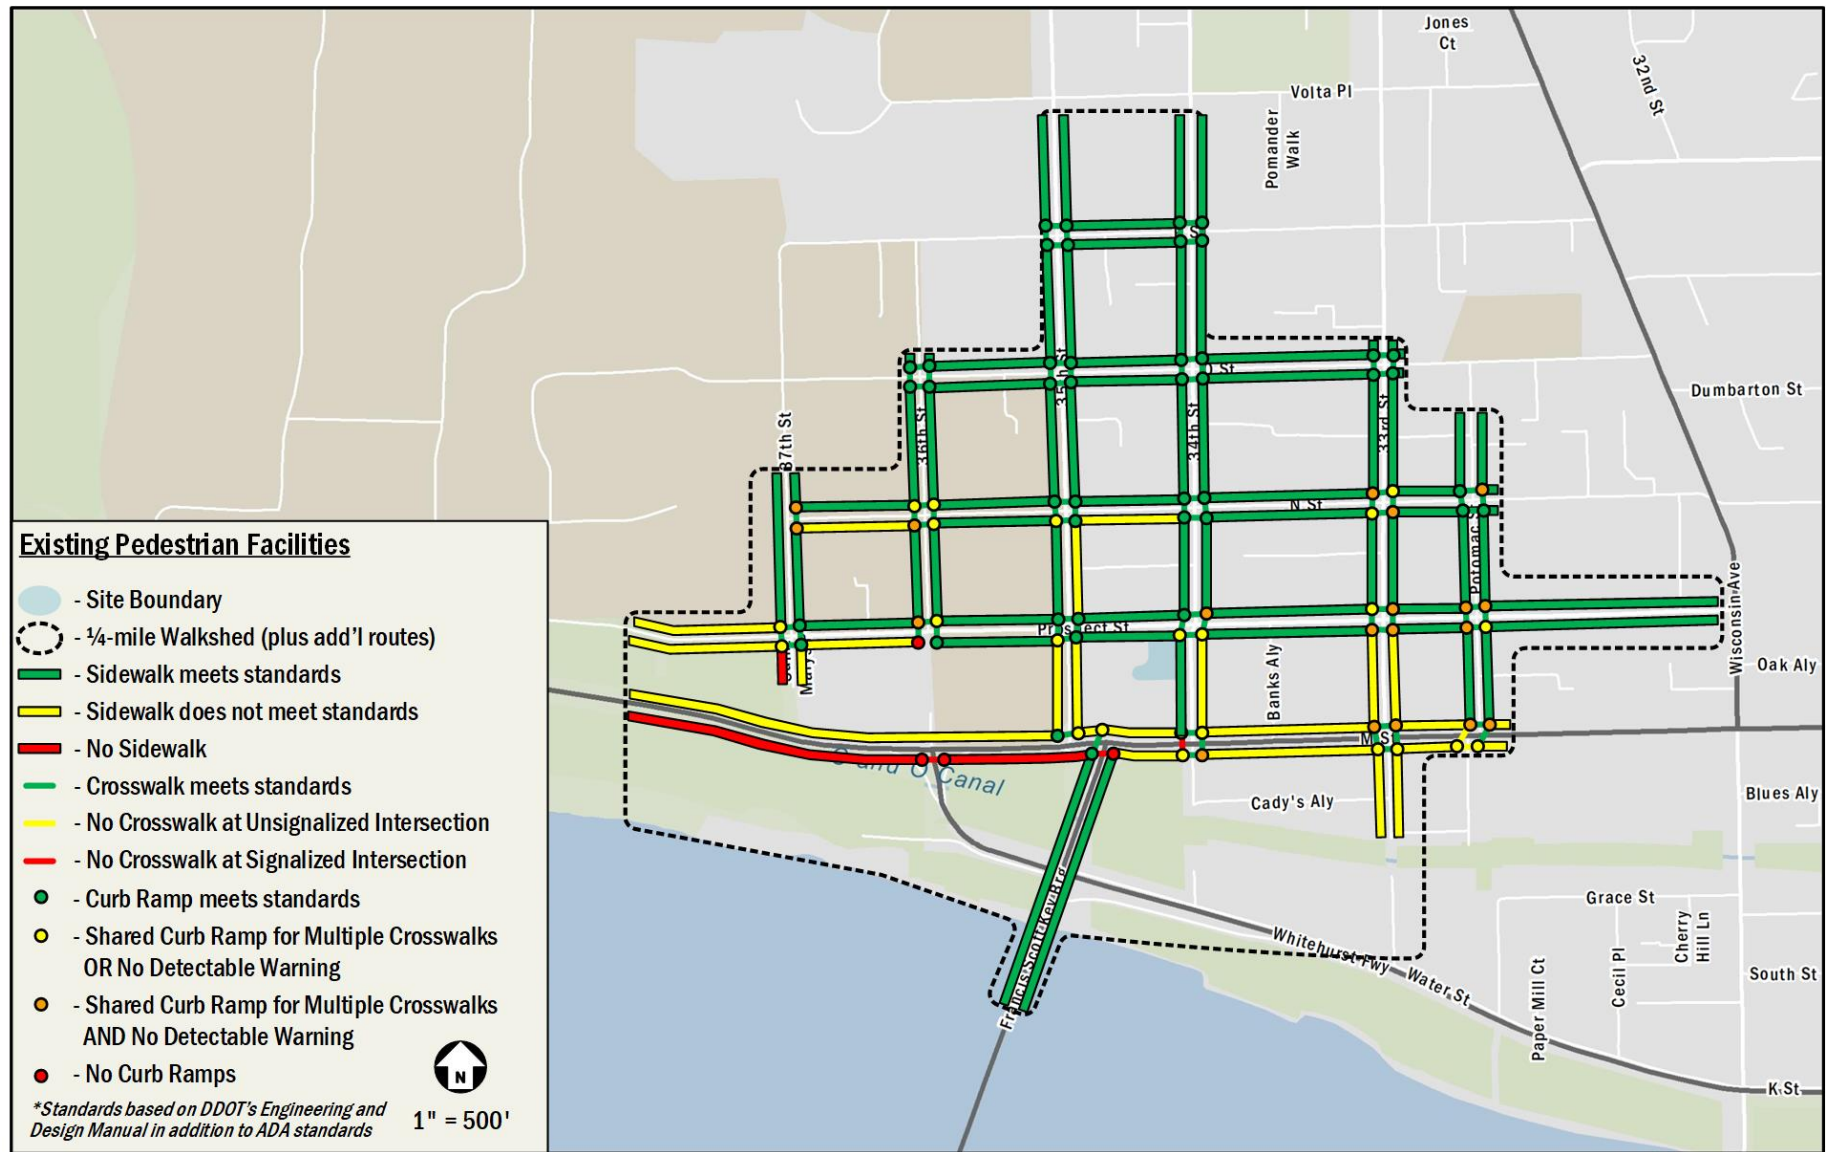 Jones
Ct
32nd St
Volta Pl
Pomander
Walk
Dumbarton St
35th St
36th St
37th St
34th St
33rd St
N St
Potomac S
Prospect St
Banks Aly
Wisconsin Ave
Oak Aly
M S
C and O Canal
Cady's Aly
Blues Aly
Francis Scott Key Brg
Whitehurst Fwy
Water St
Grace St
Cherry
Hill Ln
Cecil Pl
Paper Mill Ct
South St
K St
Existing Pedestrian Facilities
- Site Boundary
- ¼-mile Walkshed (plus add'l routes)
- Sidewalk meets standards
- Sidewalk does not meet standards
- No Sidewalk
- Crosswalk meets standards
- No Crosswalk at Unsignalized Intersection
- No Crosswalk at Signalized Intersection
- Curb Ramp meets standards
- Shared Curb Ramp for Multiple Crosswalks
OR No Detectable Warning
- Shared Curb Ramp for Multiple Crosswalks
AND No Detectable Warning
- No Curb Ramps
N
*Standards based on DDOT's Engineering and
Design Manual in addition to ADA standards
1" = 500'